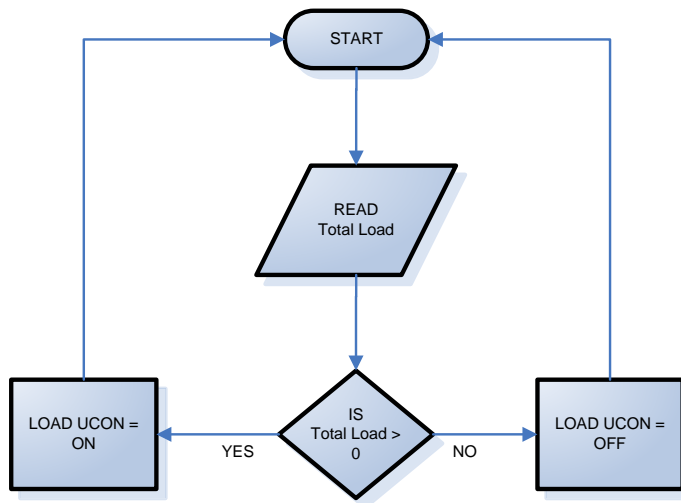 START
READ
Total Load
IS
Total Load >
0
YES
NO
LOAD UCON =
ON
LOAD UCON =
OFF